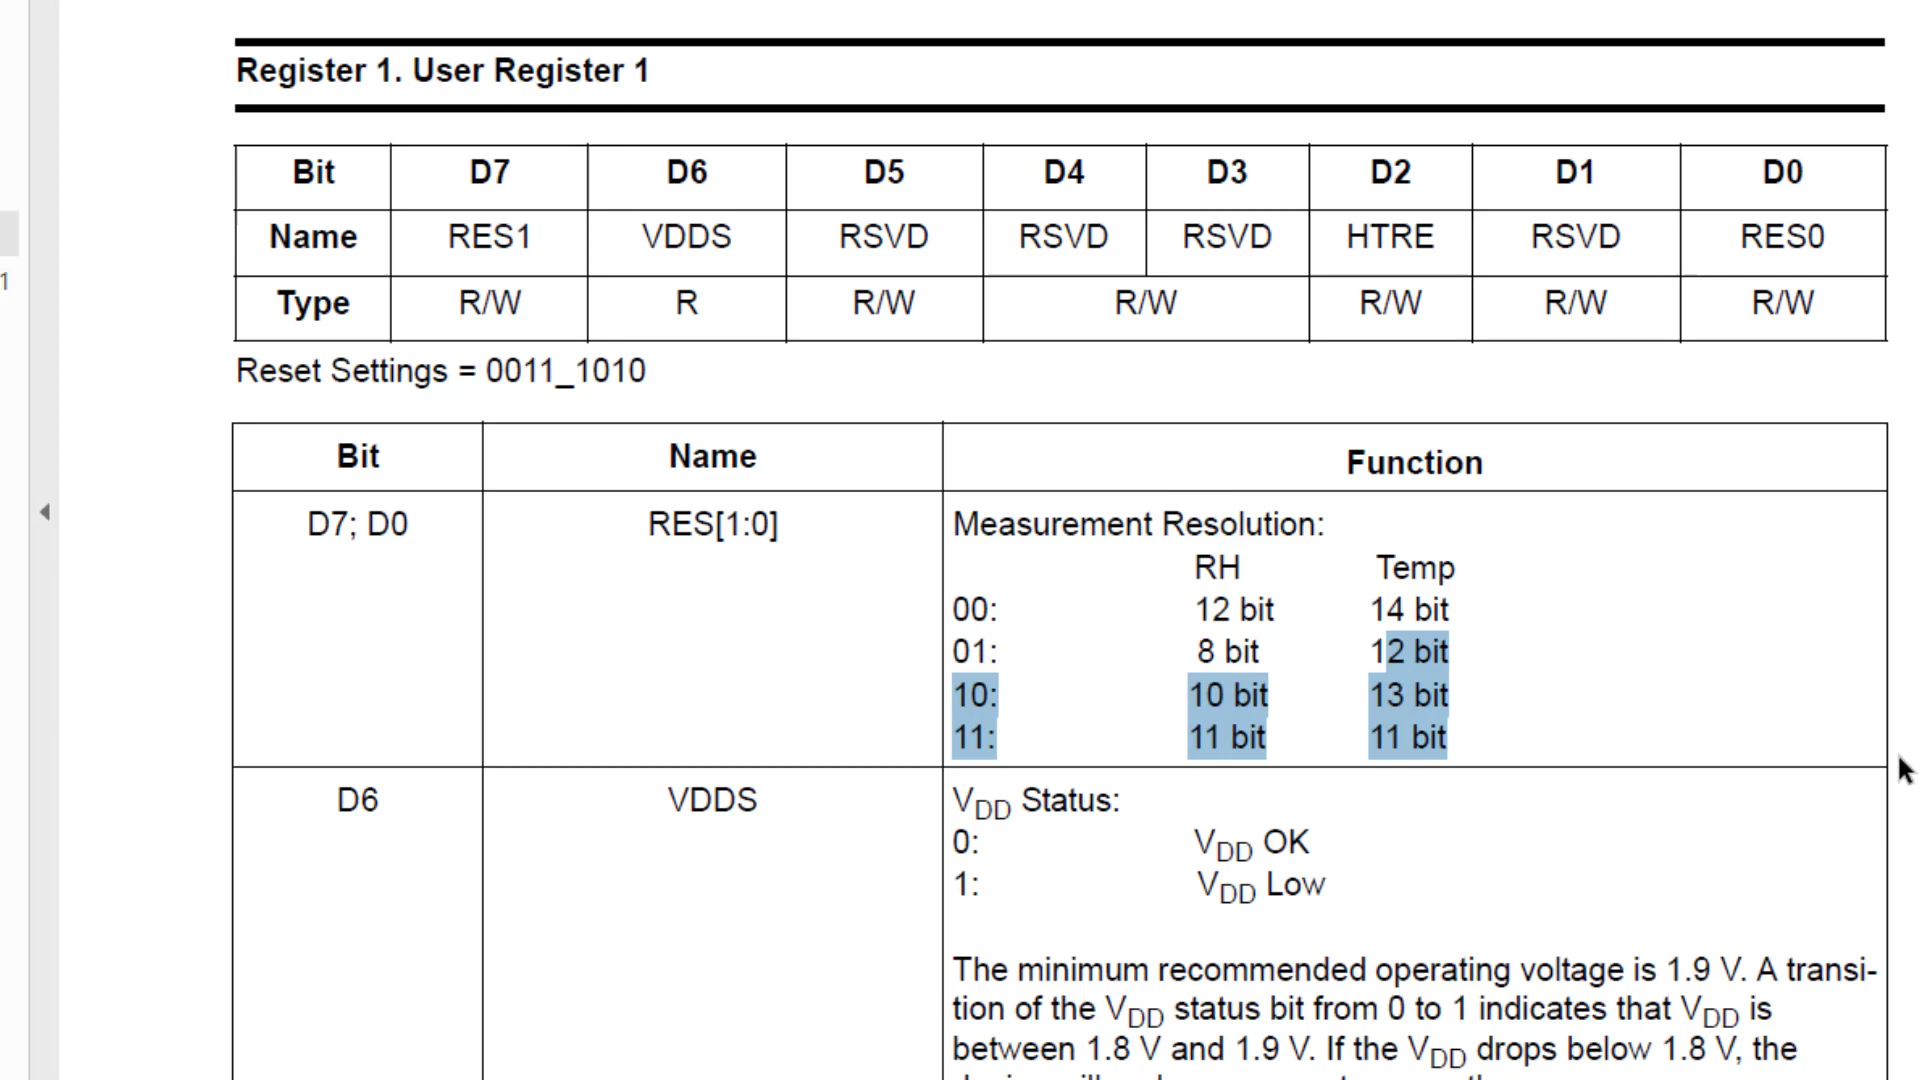 Register 1. User Register 1
Bit D7 D6 D5 D4 D3 D2 D1 D0
Name RES1 VDDS RSVD RSVD RSVD HTRE RSVD RES0
Type R/W R R/W R/W R/W R/W R/W
1
Reset Settings = 0011_1010
Bit Name Function
D7; D0 RES[1:0] Measurement Resolution:
RH Temp
00: 12 bit 14 bit
01: 8 bit 12 bit
10: 10 bit 13 bit
11: 11 bit 11 bit
D6 VDDS VDD Status:
0: VDD OK
1: VDD Low
The minimum recommended operating voltage is 1.9 V. A transi-
tion of the VDD status bit from 0 to 1 indicates that VDD is
between 1.8 V and 1.9 V. If the VDD drops below 1.8 V, the